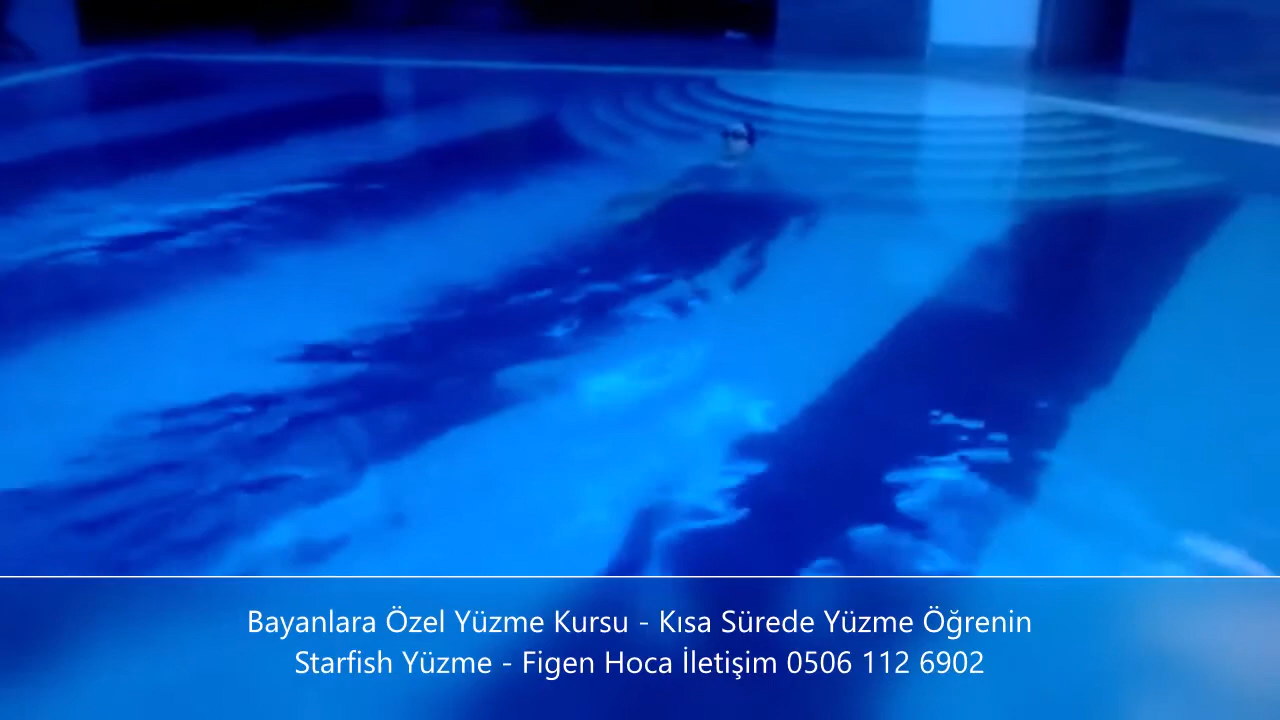 Bayanlara Özel Yüzme Kursu - Kısa Sürede Yüzme Öğrenin
Starfish Yüzme - Figen Hoca İletişim 0506 112 6902